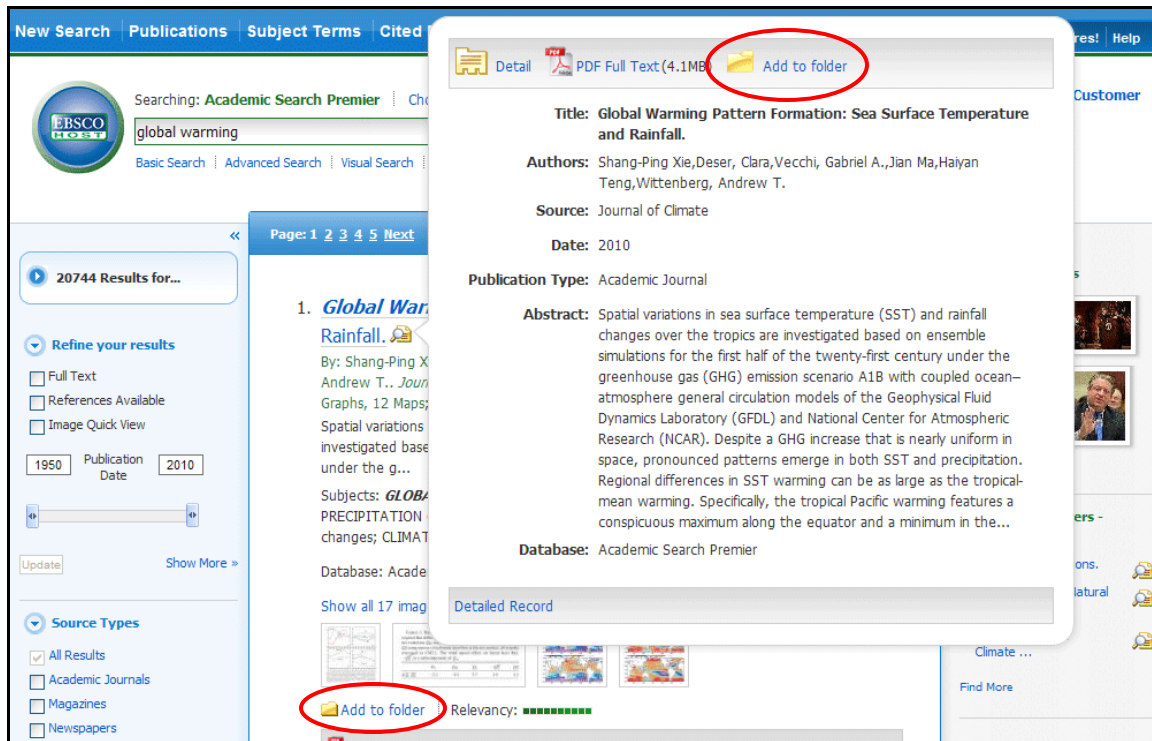 New Search Publications Subject Terms Cited
res! Help
EBSCO
HOST
Searching: Academic Search Premier
global warming
Basic Search Advanced Search Visual Search
Customer
Detail PDF Full Text (4.1MB) Add to folder
Title: Global Warming Pattern Formation: Sea Surface Temperature
and Rainfall.
Authors: Shang-Ping Xie,Deser, Clara,Vecchi, Gabriel A.,Jian Ma,Haiyan
Teng,Wittenberg, Andrew T.
Source: Journal of Climate
Date: 2010
Publication Type: Academic Journal
Abstract: Spatial variations in sea surface temperature (SST) and rainfall
changes over the tropics are investigated based on ensemble
simulations for the first half of the twenty-first century under the
greenhouse gas (GHG) emission scenario A1B with coupled ocean–
atmosphere general circulation models of the Geophysical Fluid
Dynamics Laboratory (GFDL) and National Center for Atmospheric
Research (NCAR). Despite a GHG increase that is nearly uniform in
space, pronounced patterns emerge in both SST and precipitation.
Regional differences in SST warming can be as large as the tropical-
mean warming. Specifically, the tropical Pacific warming features a
conspicuous maximum along the equator and a minimum in the...
Database: Academic Search Premier
Detailed Record
«
20744 Results for...
Refine your results
Full Text
References Available
Image Quick View
1950 Publication Date 2010
Update Show More »
Source Types
All Results
Academic Journals
Magazines
Newspapers
Page: 1 2 3 4 5 Next
1. Global War
Rainfall.
By: Shang-Ping X
Andrew T.. Jour
Graphs, 12 Maps;
Spatial variations
investigated base
under the g...
Subjects: GLOBA
PRECIPITATION
changes; CLIMAT
Database: Acade
Show all 17 imag
Add to folder Relevancy:
s
ers -
ons.
latural
Climate ...
Find More